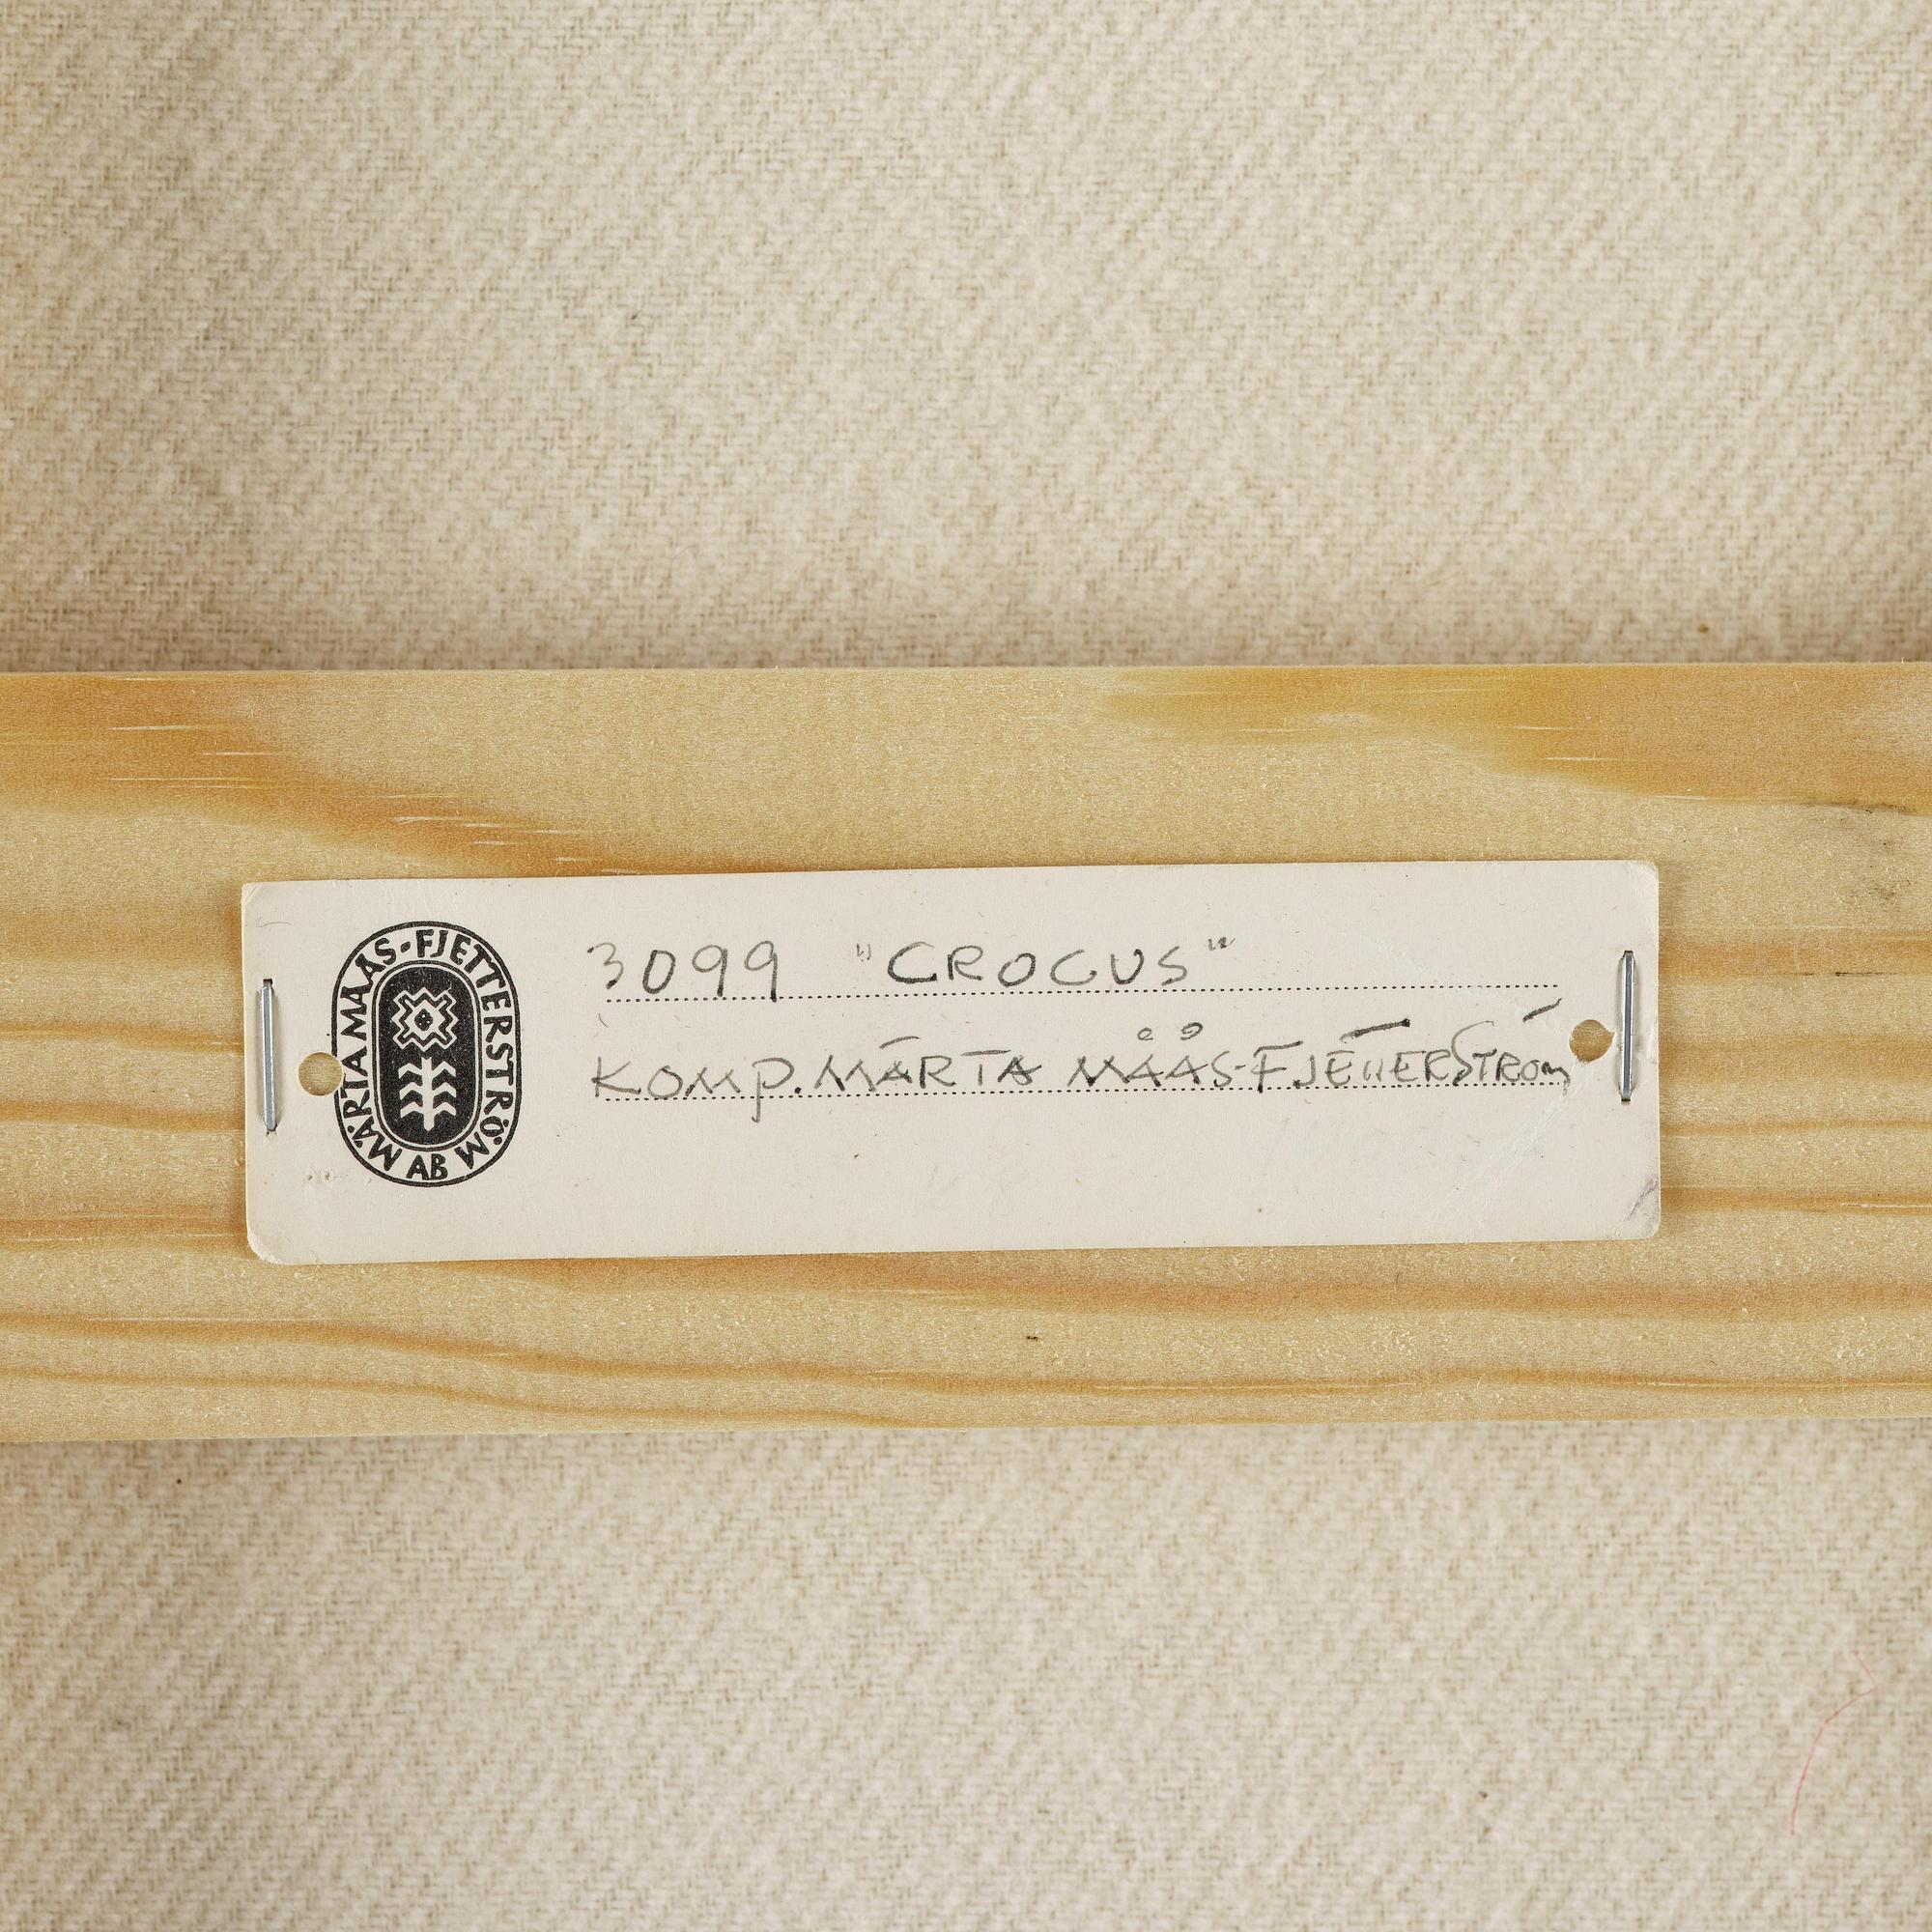 MÄRTA MÅÅS-FJETTERSTRÖM AB
3099 "CROCUS"
KOMP. MÄRTA MÅÅS-FJETTERSTRÖM